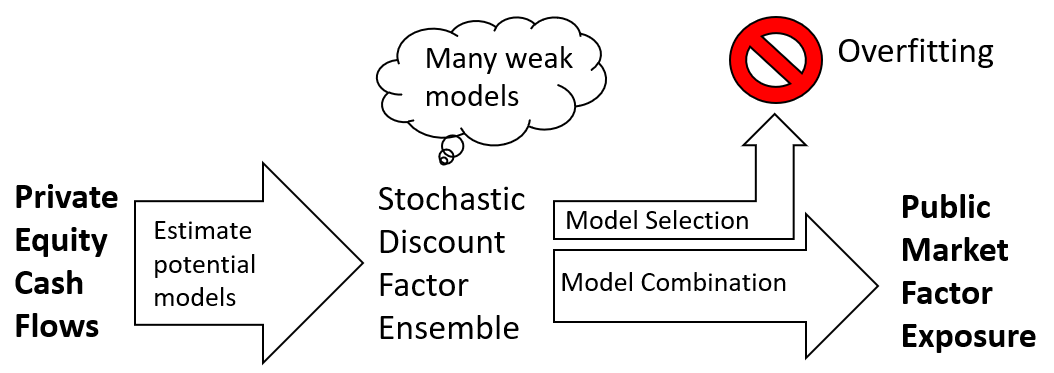 Private
Equity
Cash
Flows
Estimate
potential
models
Many weak
models
Stochastic
Discount
Factor
Ensemble
Model Selection
Model Combination
Overfitting
Public
Market
Factor
Exposure